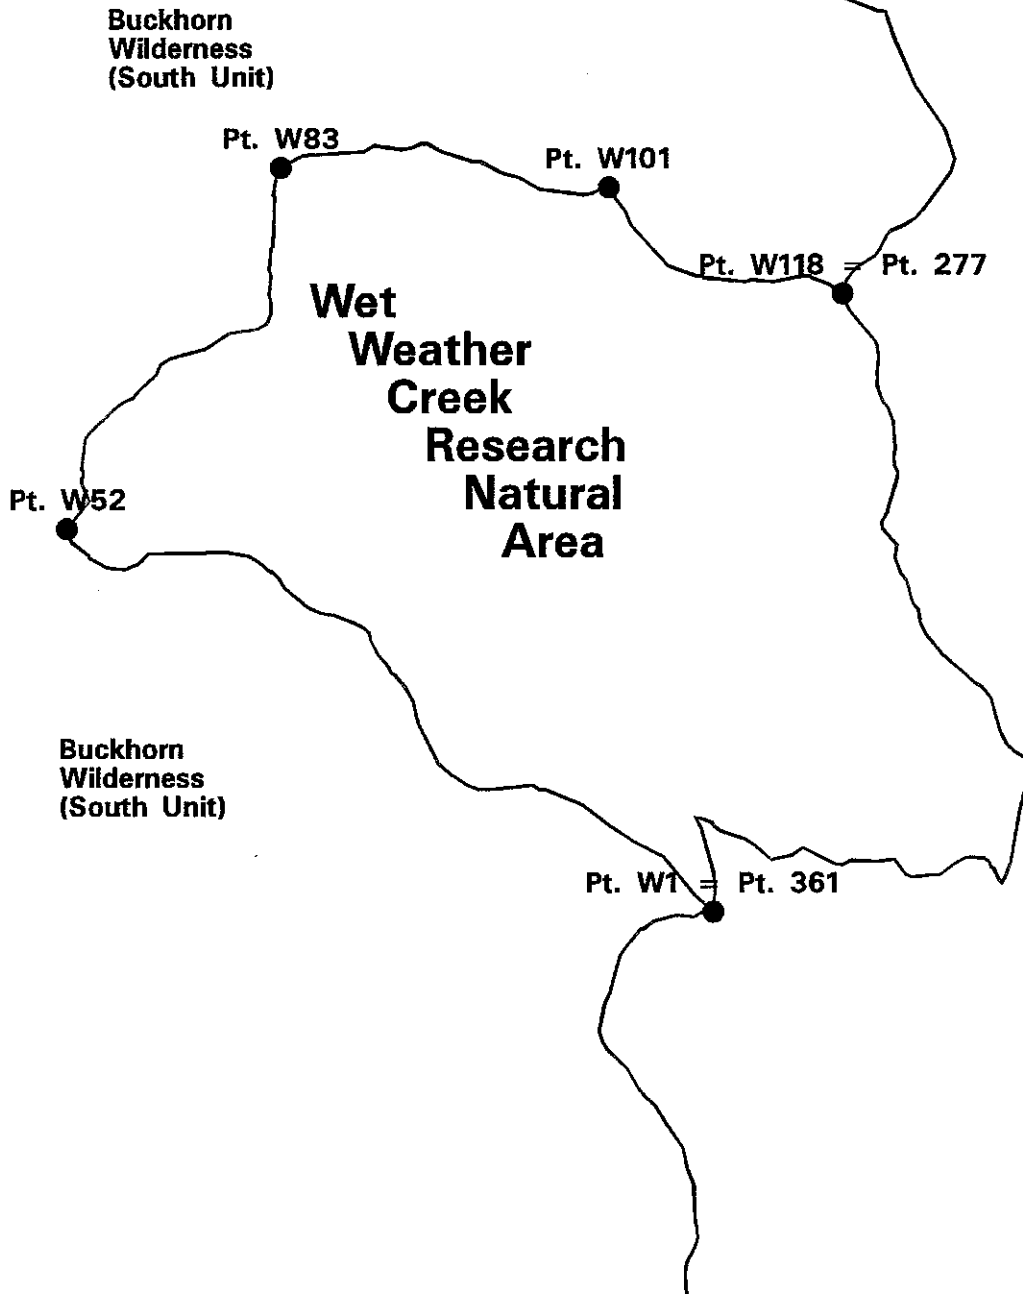 Buckhorn
Wilderness
(South Unit)
Pt. W83
Pt. W101
Pt. W118 = Pt. 277
Wet
Weather
Creek
Research
Natural
Area
Pt. W52
Buckhorn
Wilderness
(South Unit)
Pt. W1 = Pt. 361